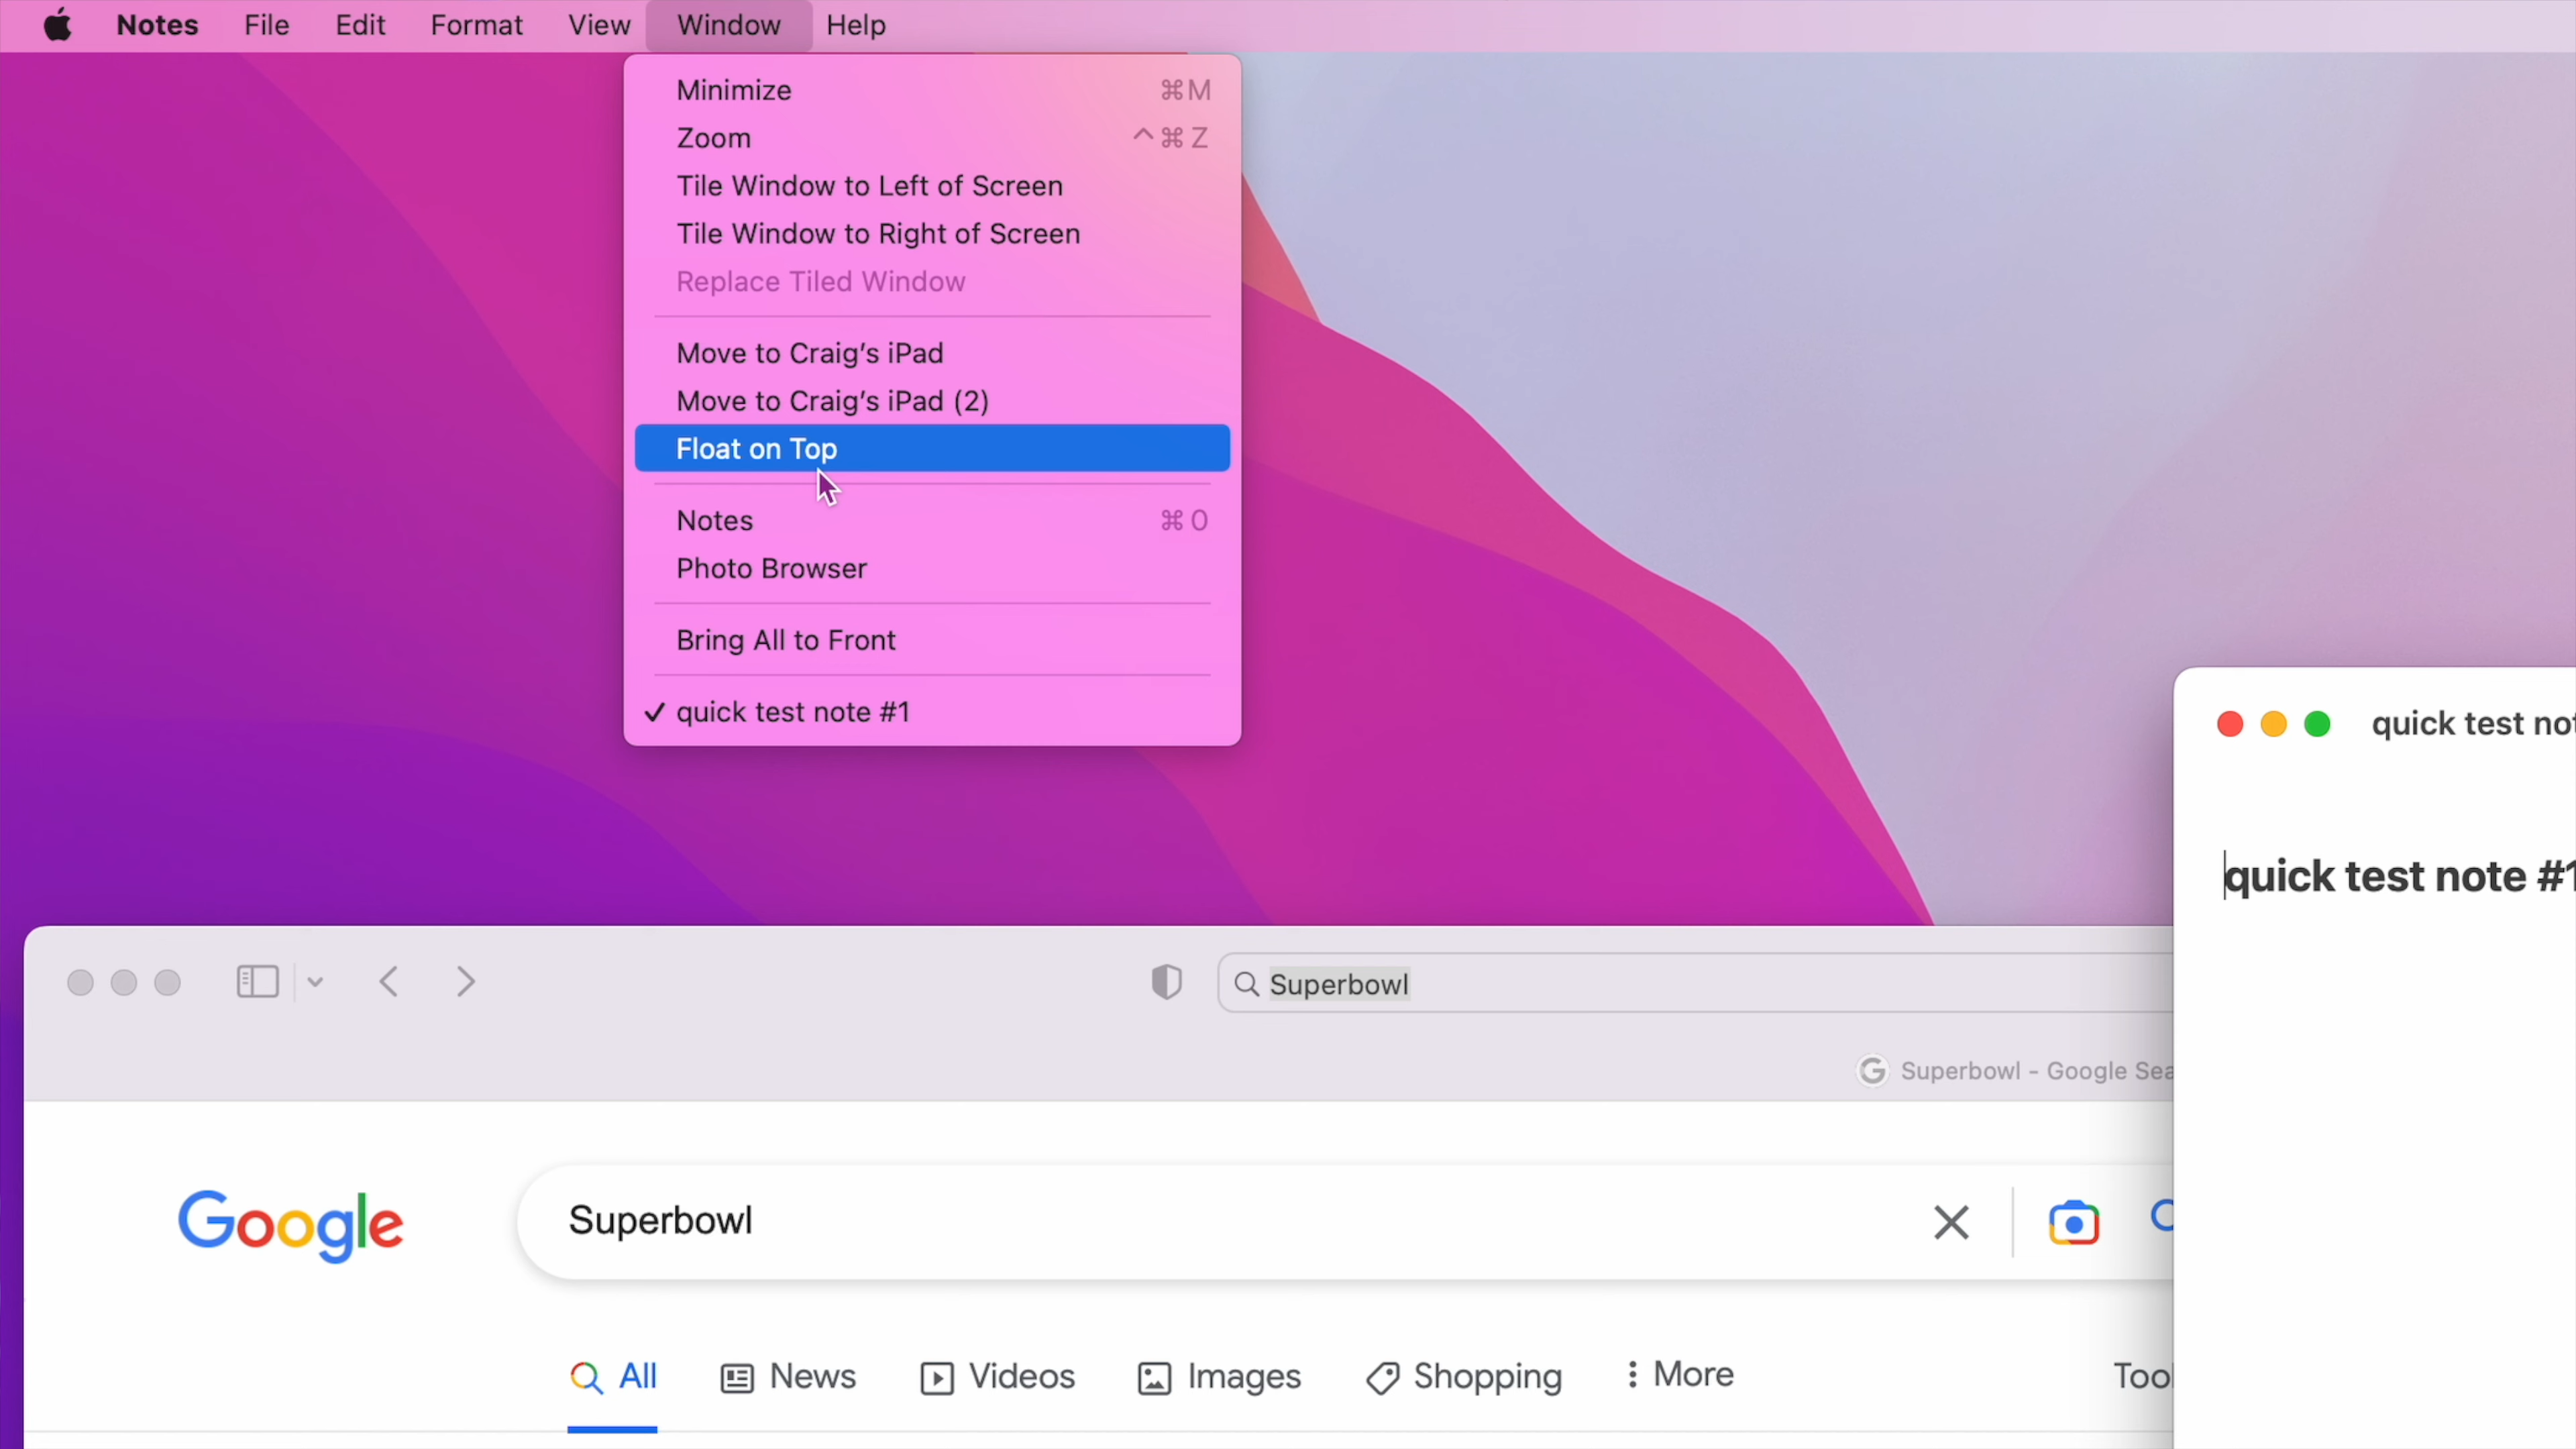 Notes File Edit Format View Window Help
Minimize ⌘M
Zoom ^⌘Z
Tile Window to Left of Screen
Tile Window to Right of Screen
Replace Tiled Window
Move to Craig’s iPad
Move to Craig’s iPad (2)
Float on Top
Notes ⌘0
Photo Browser
Bring All to Front
✓ quick test note #1
quick test not
quick test note #1
Superbowl
Superbowl - Google Sea
Google
Superbowl
All News Videos Images Shopping More Tool